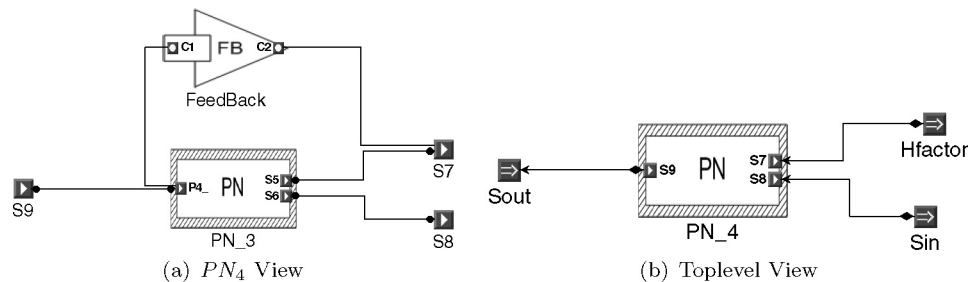 C1
FB
C2
FeedBack
S9
P4_
PN
S5
S6
PN_3
S7
S8
(a) PN4 View
Sout
S9
PN
S7
S8
PN_4
Hfactor
Sin
(b) Toplevel View